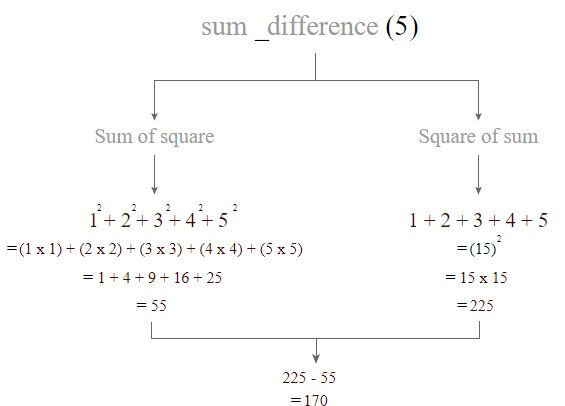 sum _difference (5)
Sum of square
1² + 2² + 3² + 4² + 5²
=(1 x 1) + (2 x 2) + (3 x 3) + (4 x 4) + (5 x 5)
= 1 + 4 + 9 + 16 + 25
= 55
Square of sum
1 + 2 + 3 + 4 + 5
=(15)²
= 15 x 15
=225
225 - 55
=170